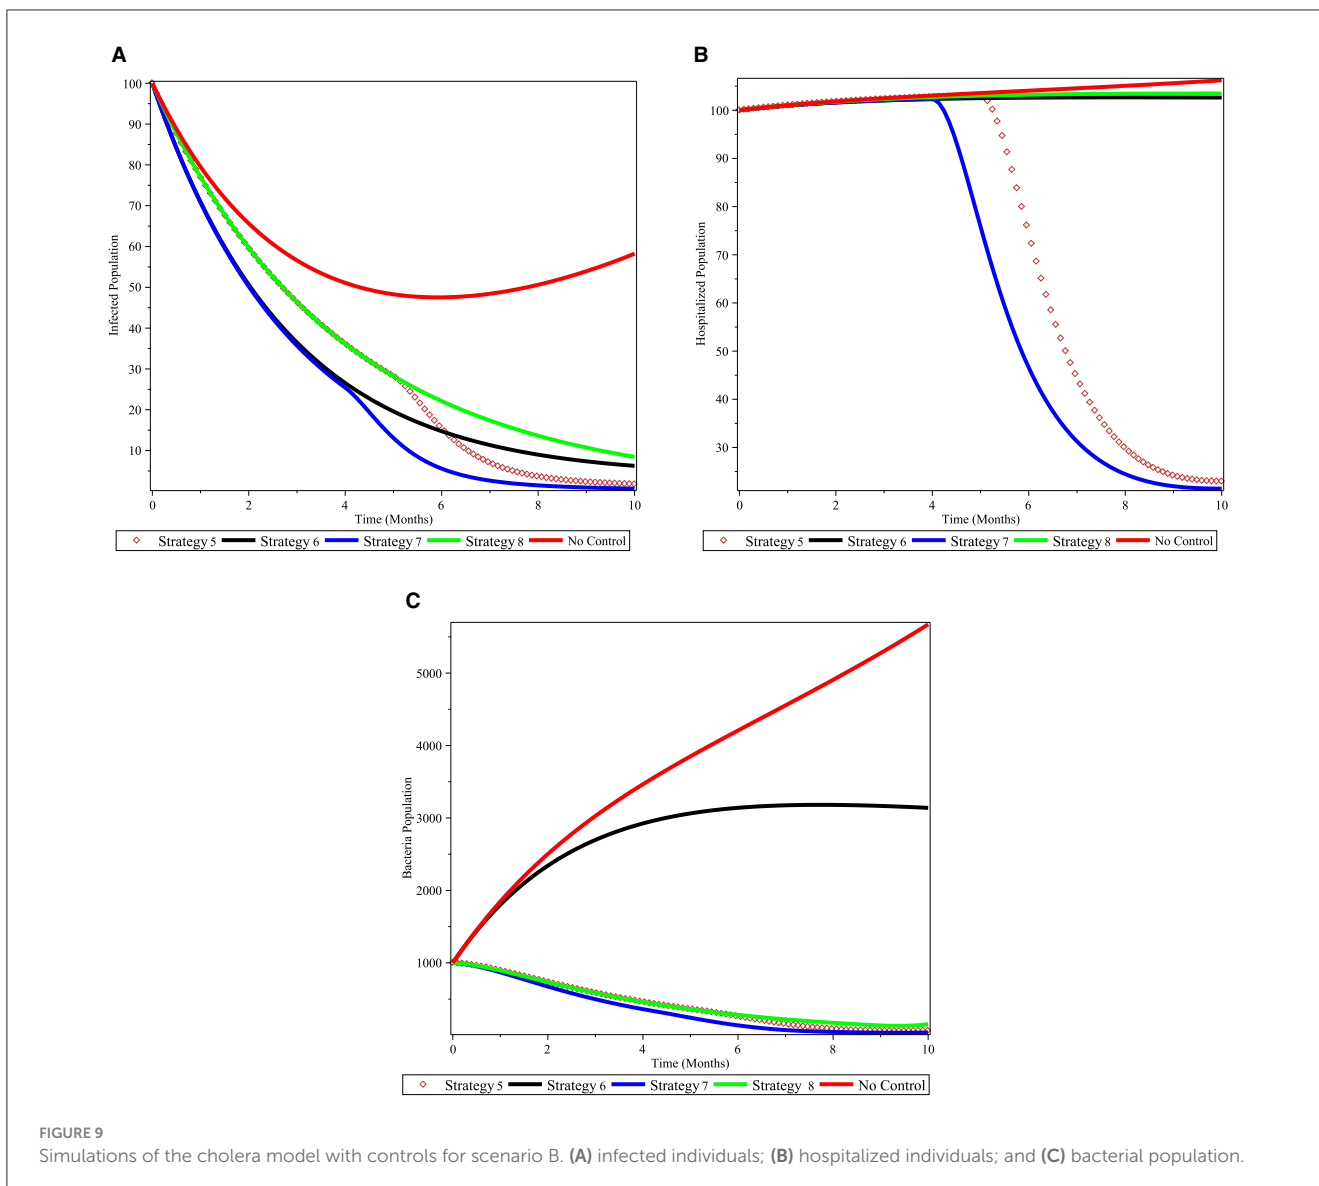 A
100
90
80
70
60
50
40
30
20
10
0
2
4
6
8
10
Infected Population
Time (Months)
Strategy 5 Strategy 6 Strategy 7 Strategy 8 No Control
B
100
90
80
70
60
50
40
30
0
2
4
6
8
10
Hospitalized Population
Time (Months)
Strategy 5 Strategy 6 Strategy 7 Strategy 8 No Control
C
5000
4000
3000
2000
1000
0
2
4
6
8
10
Bacteria Population
Time (Months)
Strategy 5 Strategy 6 Strategy 7 Strategy 8 No Control
FIGURE 9
Simulations of the cholera model with controls for scenario B. (A) infected individuals; (B) hospitalized individuals; and (C) bacterial population.